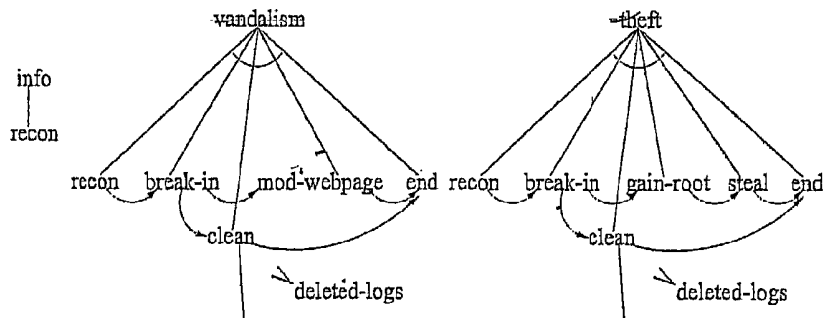 vandalism theft
info
recon
recon break-in mod-webpage end recon break-in gain-root steal end
clean clean
deleted-logs deleted-logs